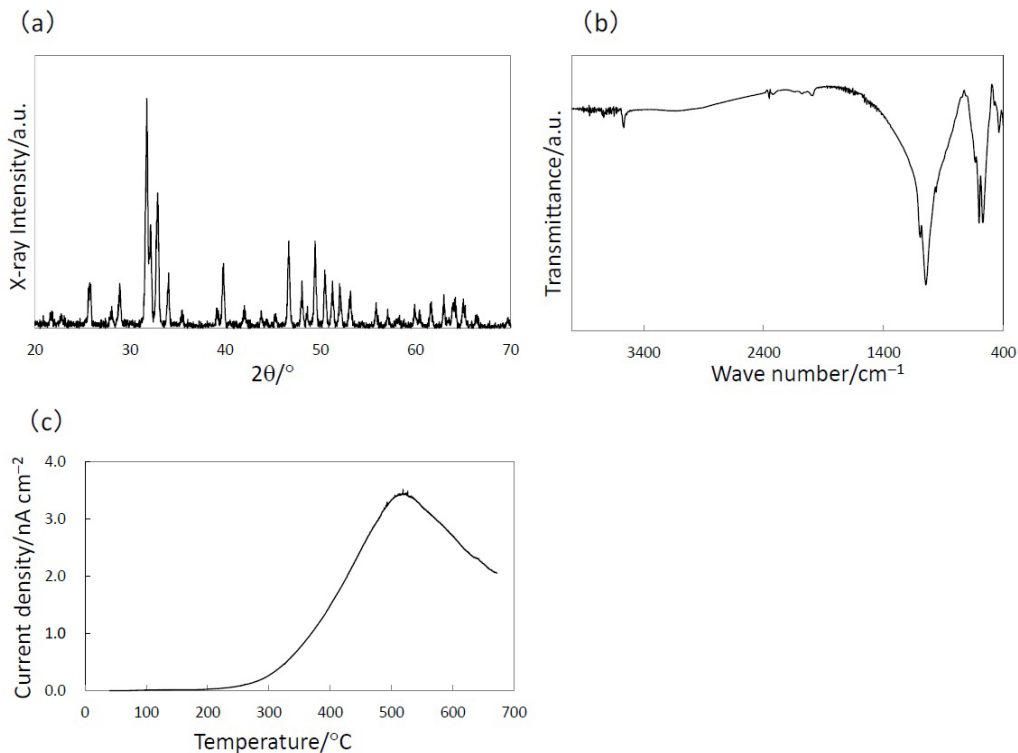 (a)
X-ray Intensity/a.u.
20 30 40 50 60 70
2θ/°
(b)
Transmittance/a.u.
3400 2400 1400 400
Wave number/cm⁻¹
(c)
Current density/nA cm⁻²
4.0
3.0
2.0
1.0
0.0
0 100 200 300 400 500 600 700
Temperature/°C